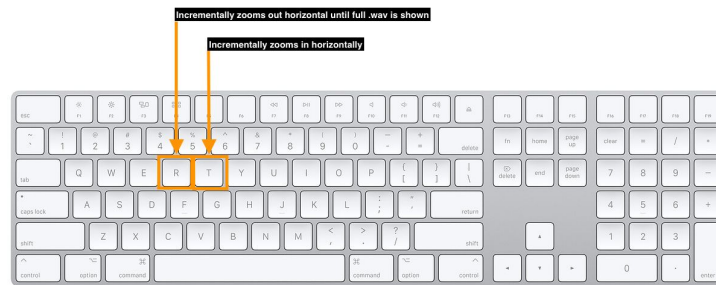 Incrementally zooms out horizontal until full .wav is shown
Incrementally zooms in horizontally
esc F1 F2 F3 F6 F7 F8 F9 F10 F11 F12 F13 F14 F15 F16 F17 F18 F19
~ ! @ # $ % ^ & * ( ) — +
` 1 2 3 4 5 6 7 8 9 0 - = delete fn home page up clear = / *
tab Q W E R T Y U I O P { [ } ] | \ delete end page down 7 8 9 −
caps lock A S D F G H J K L : ; " ' return 4 5 6 +
shift Z X C V B N M < , > . ? / shift ▲ 1 2 3
control option command command option control ◄ ▼ ► 0 . enter